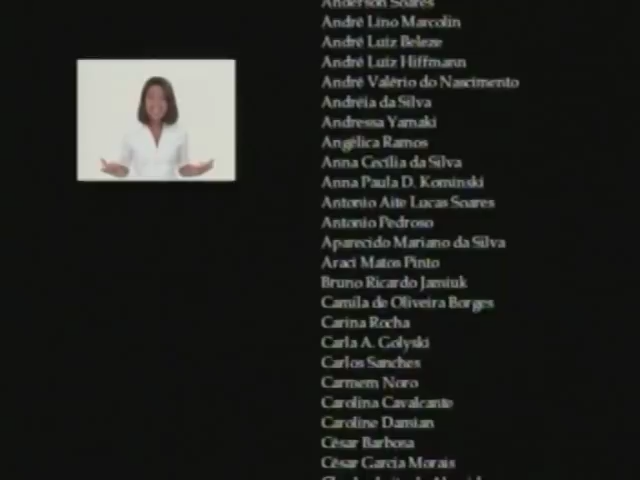 Anderson Soares
André Lino Marcolin
André Luiz Beleze
André Luiz Hiffmann
André Valério do Nascimento
Andréia da Silva
Andressa Yamaki
Angélica Ramos
Anna Cecília da Silva
Anna Paula D. Kominski
Antonio Aite Lucas Soares
Antonio Pedroso
Aparecido Mariano da Silva
Araci Matos Pinto
Bruno Ricardo Jamiuk
Camila de Oliveira Borges
Carina Rocha
Carla A. Golyski
Carlos Sanches
Carmem Noro
Carolina Cavalcante
Caroline Damian
César Barbosa
César Garcia Morais